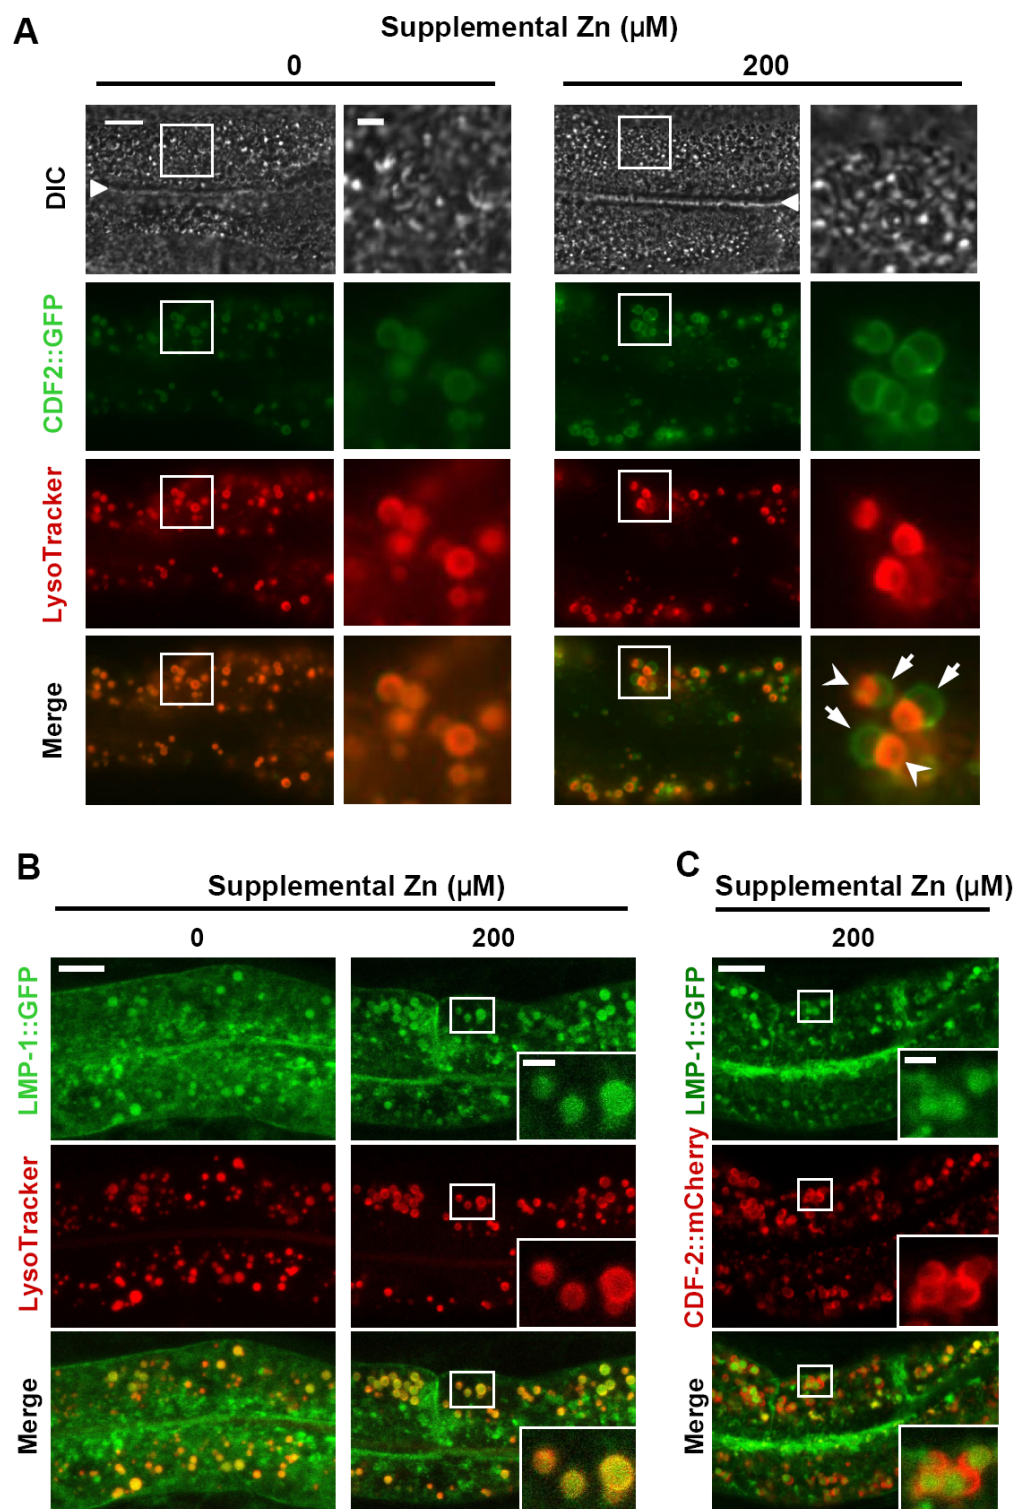 A
Supplemental Zn (µM)
0
200
DIC
CDF2::GFP
LysoTracker
Merge
B
Supplemental Zn (µM)
0
200
LMP-1::GFP
LysoTracker
Merge
C
Supplemental Zn (µM)
200
LMP-1::GFP
CDF-2::mCherry
Merge